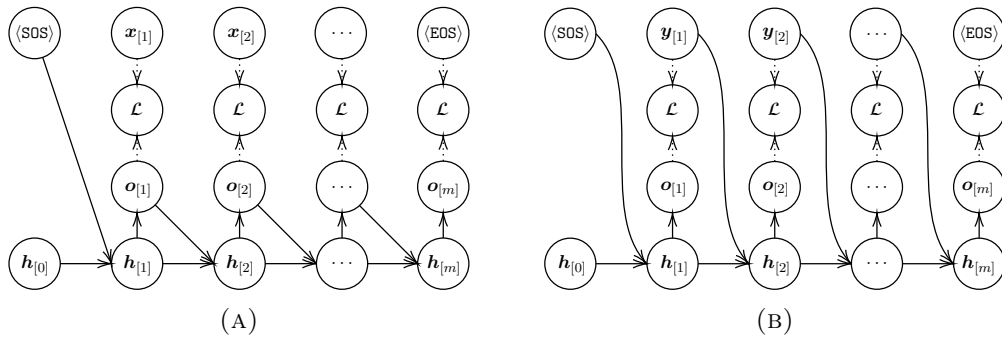 ⟨SOS⟩ x[1] x[2] ··· ⟨EOS⟩
ℒ ℒ ℒ ℒ
o[1] o[2] ··· o[m]
h[0] h[1] h[2] ··· h[m]
(A)
⟨SOS⟩ y[1] y[2] ··· ⟨EOS⟩
ℒ ℒ ℒ ℒ
o[1] o[2] ··· o[m]
h[0] h[1] h[2] ··· h[m]
(B)